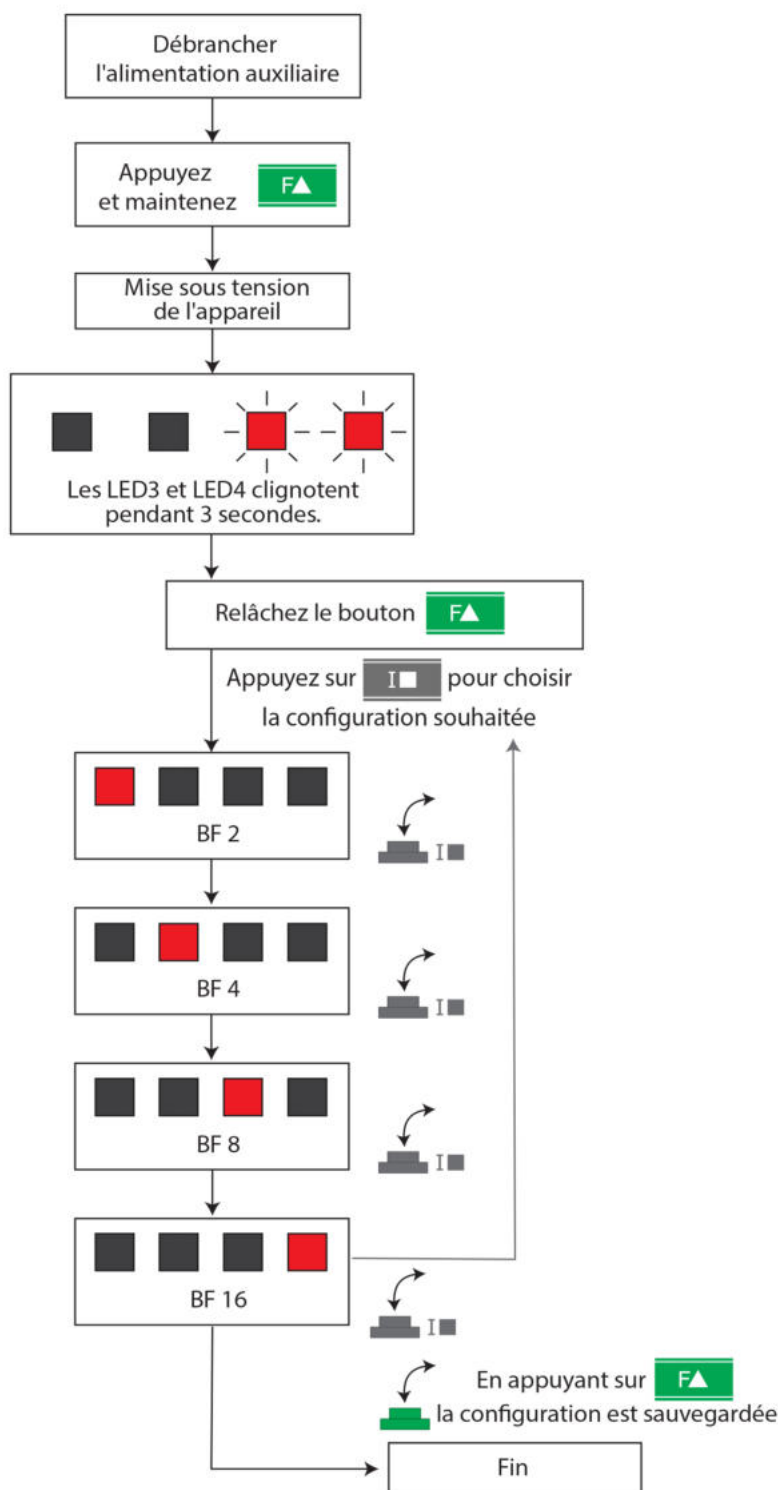 Débrancher
l'alimentation auxiliaire
Appuyez
et maintenez
F▲
Mise sous tension
de l'appareil
Les LED3 et LED4 clignotent
pendant 3 secondes.
Relâchez le bouton F▲
Appuyez sur I■ pour choisir
la configuration souhaitée
BF 2
I■
BF 4
I■
BF 8
I■
BF 16
I■
En appuyant sur F▲
la configuration est sauvegardée
Fin